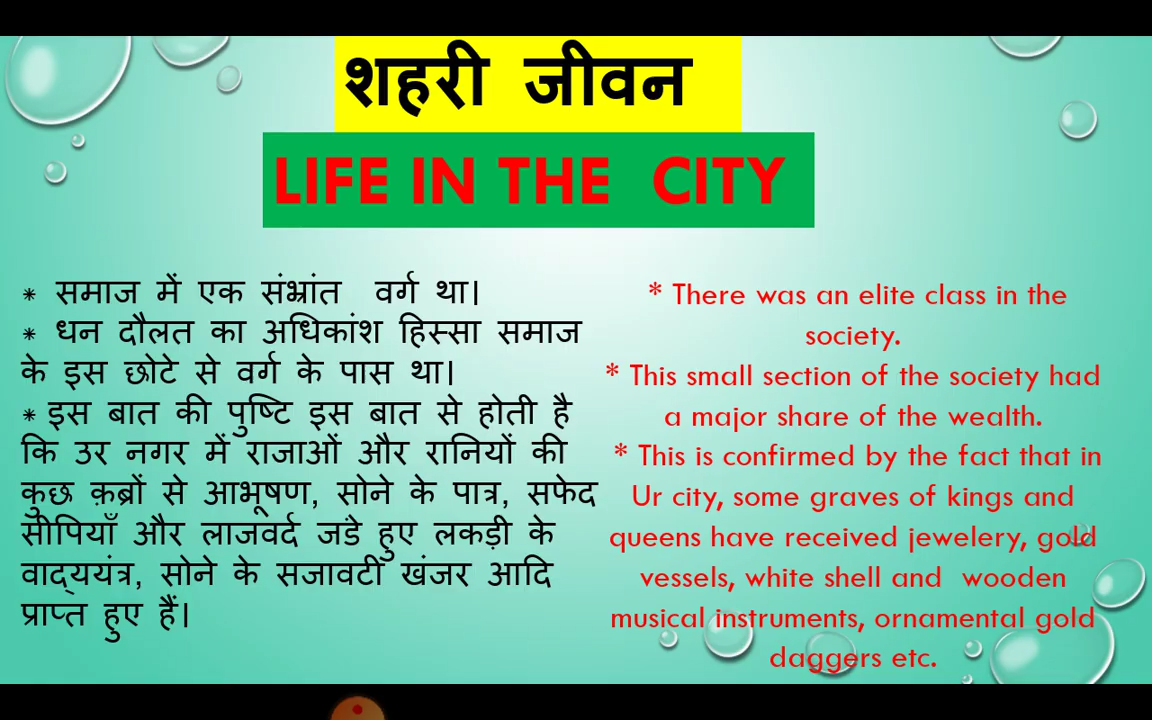 शहरी जीवन
LIFE IN THE CITY
* समाज में एक संभ्रांत वर्ग था।
* धन दौलत का अधिकांश हिस्सा समाज
के इस छोटे से वर्ग के पास था।
* इस बात की पुष्टि इस बात से होती है
कि उर नगर में राजाओं और रानियों की
कुछ क़ब्रों से आभूषण, सोने के पात्र, सफेद
सीपियाँ और लाजवर्द जडे हुए लकड़ी के
वाद्ययंत्र, सोने के सजावटी खंजर आदि
प्राप्त हुए हैं।
* There was an elite class in the
society.
* This small section of the society had
a major share of the wealth.
* This is confirmed by the fact that in
Ur city, some graves of kings and
queens have received jewelery, gold
vessels, white shell and wooden
musical instruments, ornamental gold
daggers etc.